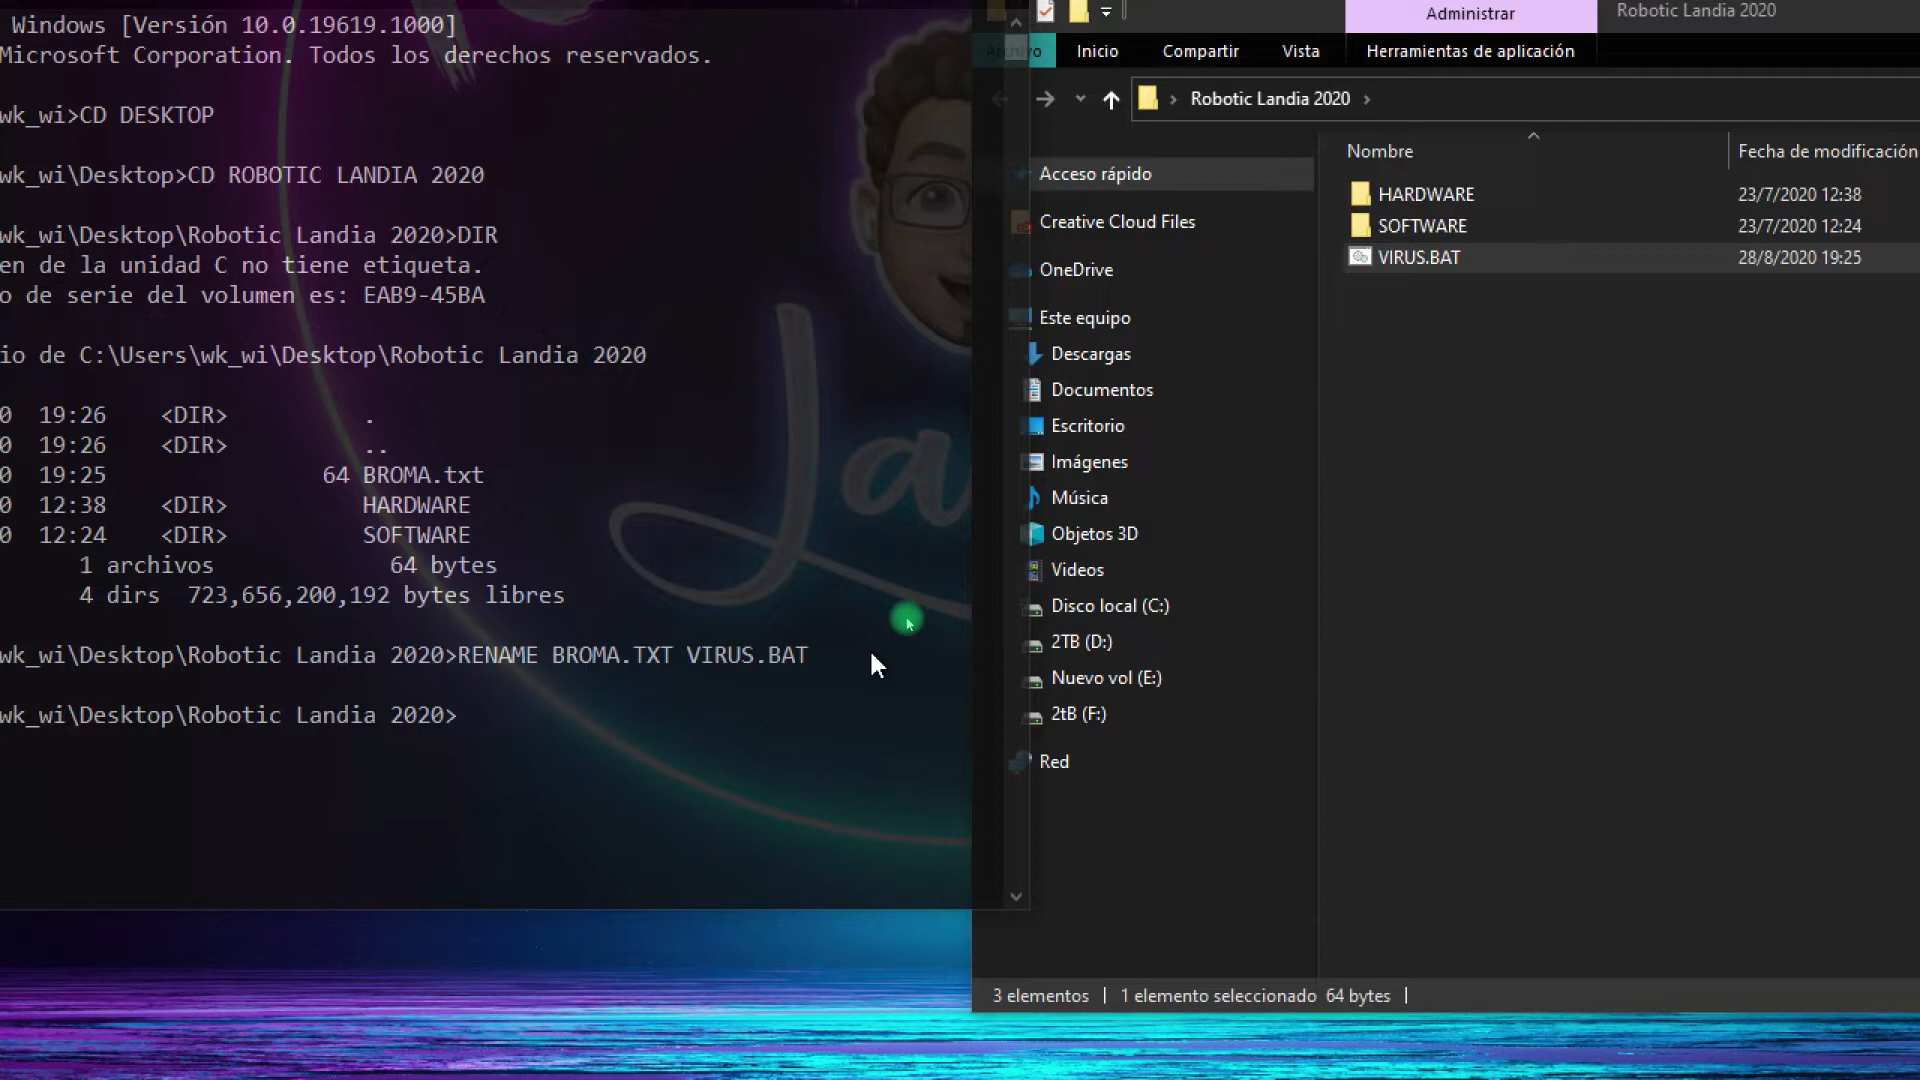 Windows [Versión 10.0.19619.1000]
Microsoft Corporation. Todos los derechos reservados.
wk_wi>CD DESKTOP
wk_wi\Desktop>CD ROBOTIC LANDIA 2020
wk_wi\Desktop\Robotic Landia 2020>DIR
en de la unidad C no tiene etiqueta.
o de serie del volumen es: EAB9-45BA
io de C:\Users\wk_wi\Desktop\Robotic Landia 2020
0 19:26 <DIR> .
0 19:26 <DIR> ..
0 19:25 64 BROMA.txt
0 12:38 <DIR> HARDWARE
0 12:24 <DIR> SOFTWARE
1 archivos 64 bytes
4 dirs 723,656,200,192 bytes libres
wk_wi\Desktop\Robotic Landia 2020>RENAME BROMA.TXT VIRUS.BAT
wk_wi\Desktop\Robotic Landia 2020>
La
Administrar
Robotic Landia 2020
Archivo
Inicio
Compartir
Vista
Herramientas de aplicación
Robotic Landia 2020
Nombre
Fecha de modificación
HARDWARE 23/7/2020 12:38
SOFTWARE 23/7/2020 12:24
VIRUS.BAT 28/8/2020 19:25
Acceso rápido
Creative Cloud Files
OneDrive
Este equipo
Descargas
Documentos
Escritorio
Imágenes
Música
Objetos 3D
Videos
Disco local (C:)
2TB (D:)
Nuevo vol (E:)
2tB (F:)
Red
3 elementos
1 elemento seleccionado 64 bytes